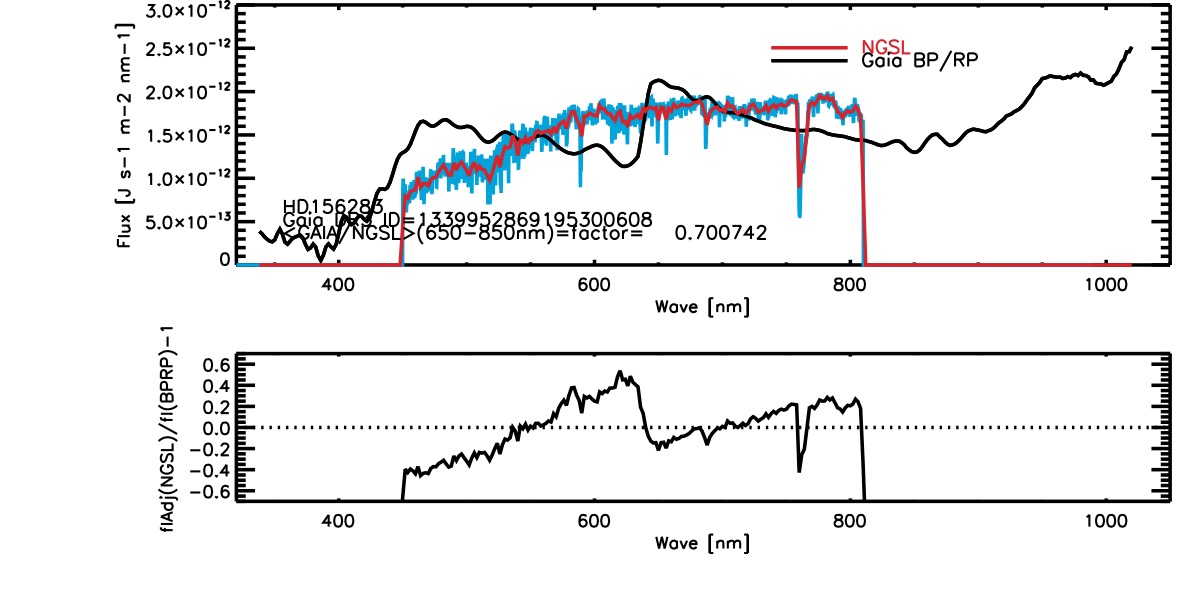 3.0×10−12
2.5×10−12
2.0×10−12
1.5×10−12
1.0×10−12
5.0×10−13
0
Flux [J s−1 m−2 nm−1]
NGSL
Gaia BP/RP
HD156283
Gaia DR3 ID=1339952869195300608
<GAIA/NGSL>(650−850nm)=factor= 0.700742
400 600 800 1000
Wave [nm]
0.6
0.4
0.2
0.0
−0.2
−0.4
−0.6
flAdj(NGSL)/fl(BPRP)−1
400 600 800 1000
Wave [nm]